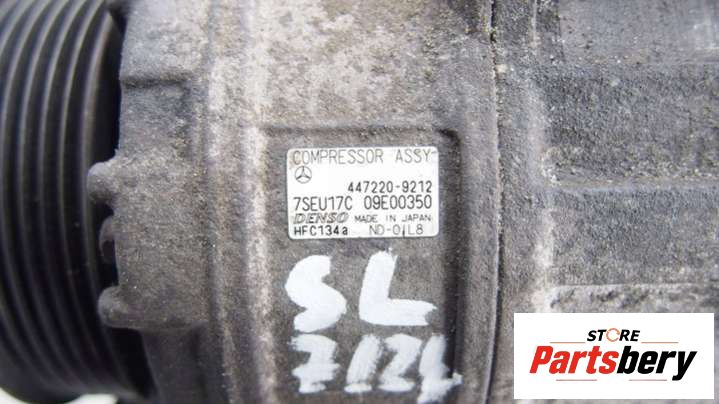 COMPRESSOR ASSY
447220-9212
7SEU17C 09E00350
DENSO MADE IN JAPAN
HFC134a ND-OIL8
SL
STORE
Partsbery